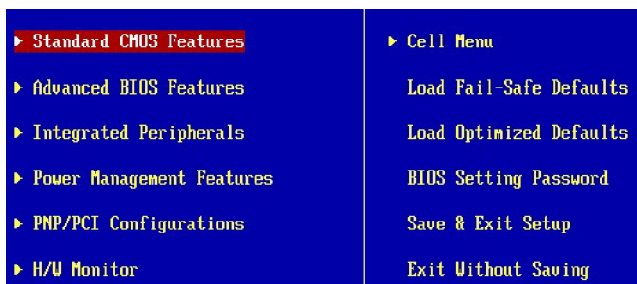 Standard CMOS Features
Advanced BIOS Features
Integrated Peripherals
Power Management Features
PNP/PCI Configurations
H/W Monitor
Cell Menu
Load Fail-Safe Defaults
Load Optimized Defaults
BIOS Setting Password
Save & Exit Setup
Exit Without Saving